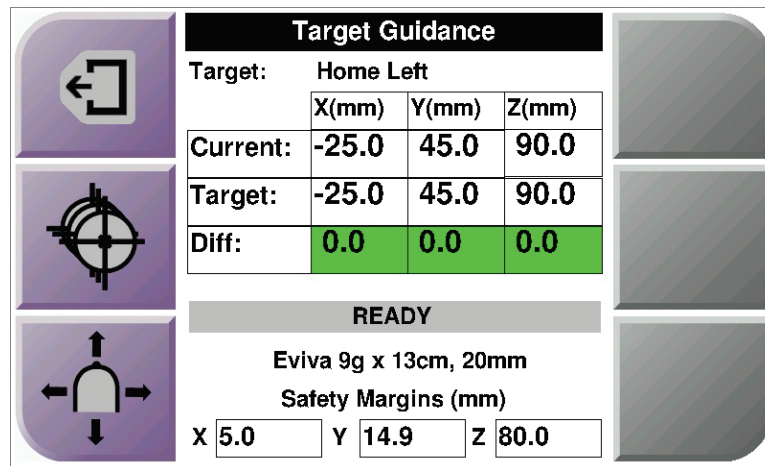 Target Guidance
Target: Home Left
X(mm) Y(mm) Z(mm)
Current: -25.0 45.0 90.0
Target: -25.0 45.0 90.0
Diff: 0.0 0.0 0.0
READY
Eviva 9g x 13cm, 20mm
Safety Margins (mm)
X 5.0 Y 14.9 Z 80.0